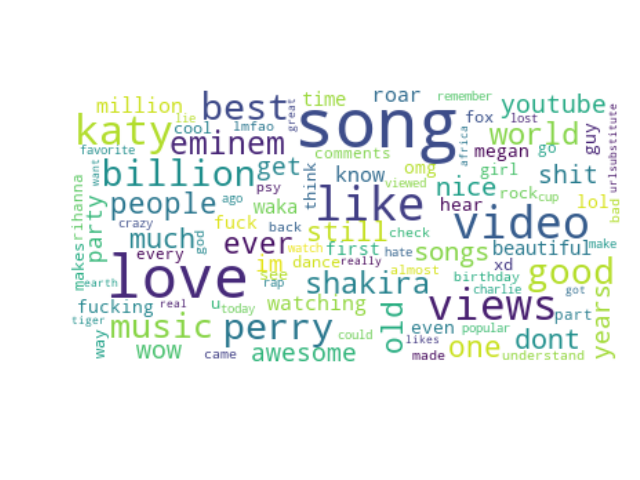 million
best
great
time
roar
remember
youtube
katy
lie
cool
lmfao
song
fox
lost
guy
urlsubstitute
favorite
eminem
comments
africa
world
megan
go
want
billion
get
think
know
omg
viewed
girl
nice
shit
rihanna
makes
party
people
ago
psy
waka
like
hear
rock
cup
lol
bad
crazy
god
fuck
back
still
check
video
much
every
ever
watch
first
hate
songs
beautiful
make
earth
love
im
see
dance
really
rap
almost
xd
birthday
charlie
good
got
shakira
fucking
real
u
today
watching
old
views
part
years
tiger
way
music
perry
could
even
popular
likes
dont
wow
came
awesome
made
one
understand